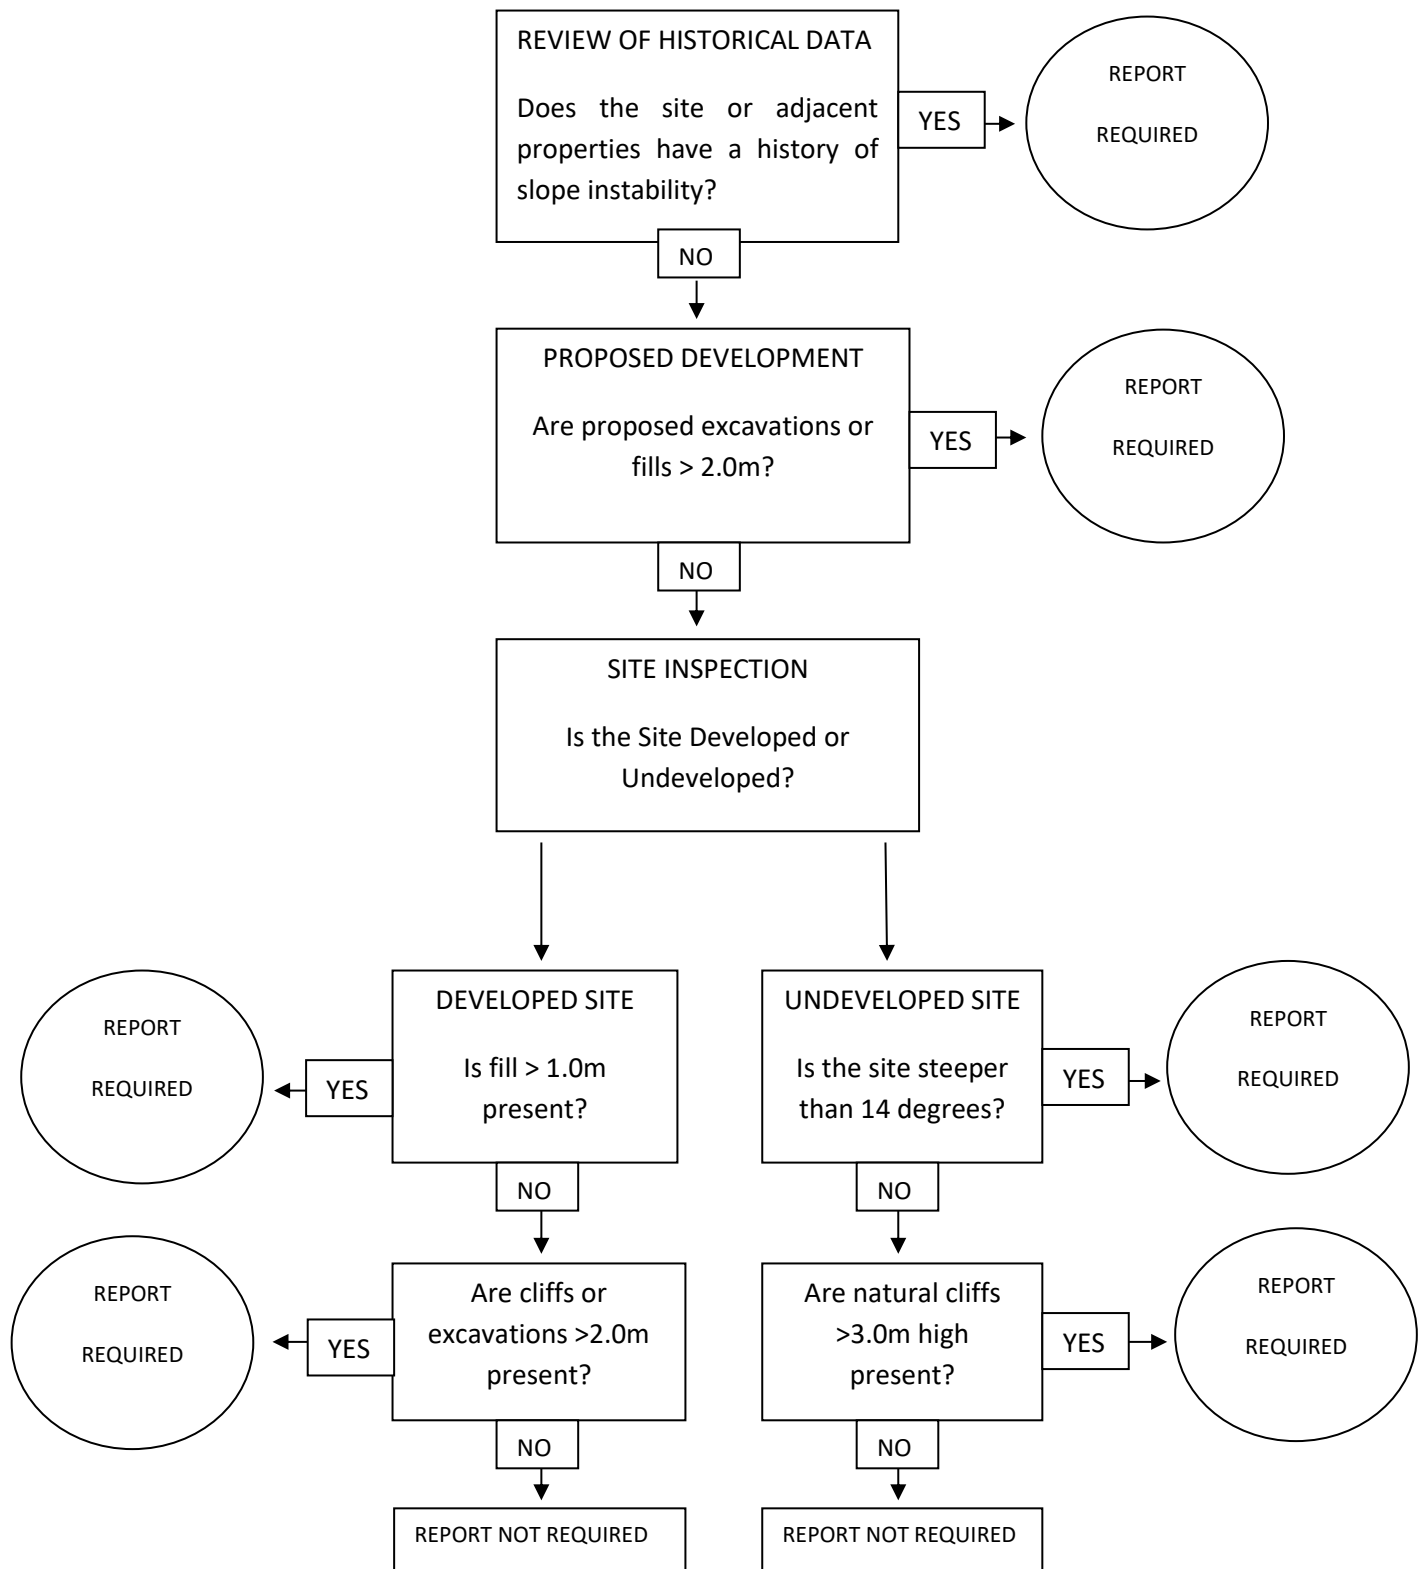 REVIEW OF HISTORICAL DATA
Does the site or adjacent
properties have a history of
slope instability?
YES
REPORT
REQUIRED
NO
PROPOSED DEVELOPMENT
Are proposed excavations or
fills > 2.0m?
YES
REPORT
REQUIRED
NO
SITE INSPECTION
Is the Site Developed or
Undeveloped?
DEVELOPED SITE
Is fill > 1.0m
present?
YES
REPORT
REQUIRED
NO
Are cliffs or
excavations >2.0m
present?
YES
REPORT
REQUIRED
NO
REPORT NOT REQUIRED
UNDEVELOPED SITE
Is the site steeper
than 14 degrees?
YES
REPORT
REQUIRED
NO
Are natural cliffs
>3.0m high
present?
YES
REPORT
REQUIRED
NO
REPORT NOT REQUIRED